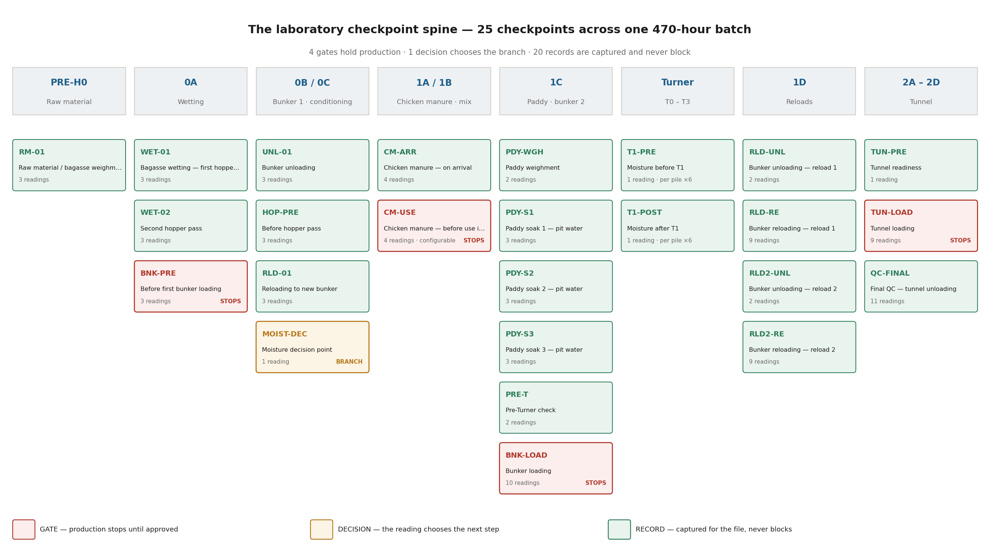 The laboratory checkpoint spine — 25 checkpoints across one 470-hour batch
4 gates hold production · 1 decision chooses the branch · 20 records are captured and never block
PRE-H0
Raw material
0A
Wetting
0B / 0C
Bunker 1 · conditioning
1A / 1B
Chicken manure · mix
1C
Paddy · bunker 2
Turner
T0 – T3
1D
Reloads
2A – 2D
Tunnel
RM-01
Raw material / bagasse weighm…
3 readings
WET-01
Bagasse wetting — first hoppe…
3 readings
WET-02
Second hopper pass
3 readings
BNK-PRE
Before first bunker loading
3 readings STOPS
UNL-01
Bunker unloading
3 readings
HOP-PRE
Before hopper pass
3 readings
RLD-01
Reloading to new bunker
3 readings
MOIST-DEC
Moisture decision point
1 reading BRANCH
CM-ARR
Chicken manure — on arrival
4 readings
CM-USE
Chicken manure — before use i…
4 readings · configurable STOPS
PDY-WGH
Paddy weighment
2 readings
PDY-S1
Paddy soak 1 — pit water
3 readings
PDY-S2
Paddy soak 2 — pit water
3 readings
PDY-S3
Paddy soak 3 — pit water
3 readings
PRE-T
Pre-Turner check
2 readings
BNK-LOAD
Bunker loading
10 readings STOPS
T1-PRE
Moisture before T1
1 reading · per pile ×6
T1-POST
Moisture after T1
1 reading · per pile ×6
RLD-UNL
Bunker unloading — reload 1
2 readings
RLD-RE
Bunker reloading — reload 1
9 readings
RLD2-UNL
Bunker unloading — reload 2
2 readings
RLD2-RE
Bunker reloading — reload 2
9 readings
TUN-PRE
Tunnel readiness
1 reading
TUN-LOAD
Tunnel loading
9 readings STOPS
QC-FINAL
Final QC — tunnel unloading
11 readings
GATE — production stops until approved
DECISION — the reading chooses the next step
RECORD — captured for the file, never blocks